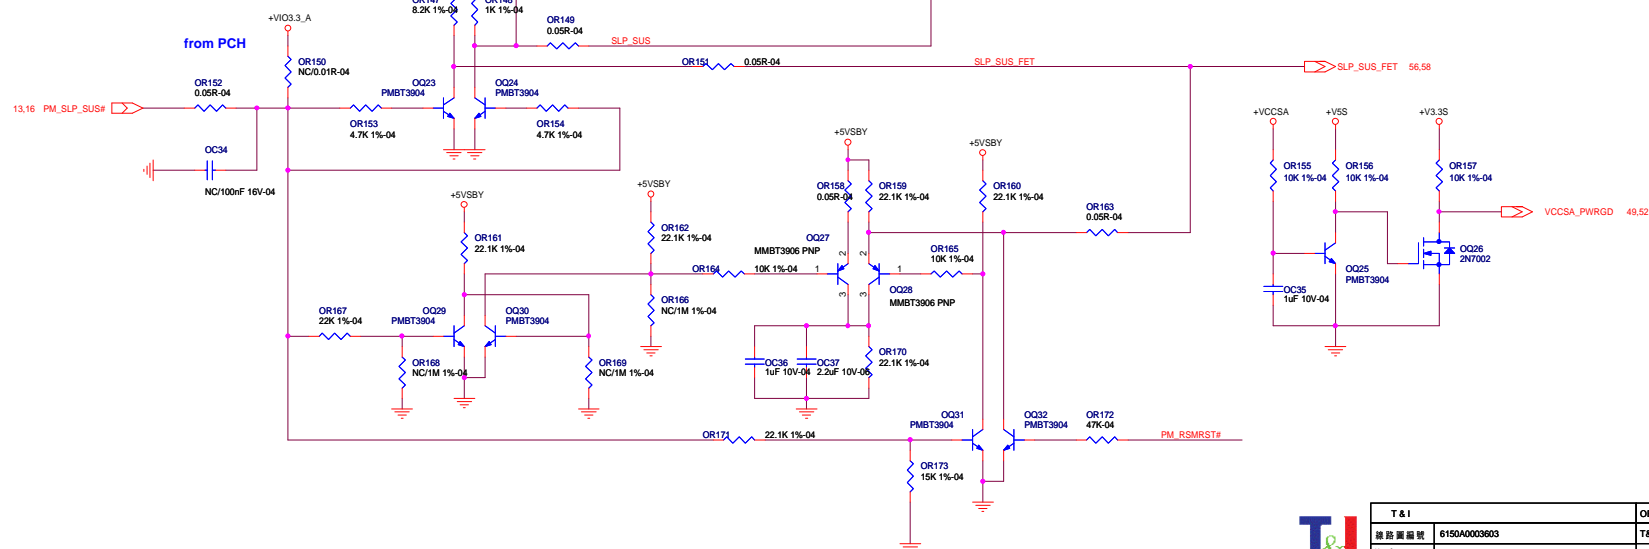 OR147
8.2K 1%-04
OR148
1K 1%-04
+VIO3.3_A
OR149
0.05R-04
SLP_SUS
from PCH
OR150
NC/0.01R-04
OR151
0.05R-04
SLP_SUS_FET
SLP_SUS_FET 56,58
OR152
0.05R-04
OQ23
PMBT3904
OQ24
PMBT3904
13,16 PM_SLP_SUS#
OR153
4.7K 1%-04
OR154
4.7K 1%-04
+VCCSA
+V5S
+V3.3S
OC34
NC/100nF 16V-04
+5VSBY
+5VSBY
OR155
10K 1%-04
OR156
10K 1%-04
OR157
10K 1%-04
+5VSBY
+5VSBY
OR158
0.05R-04
OR159
22.1K 1%-04
OR160
22.1K 1%-04
OR163
0.05R-04
VCCSA_PWRGD 49,52
OR161
22.1K 1%-04
OR162
22.1K 1%-04
OQ27
MMBT3906 PNP
OR165
10K 1%-04
OQ26
2N7002
OR164
10K 1%-04
1
2
3
2
3
1
OQ28
MMBT3906 PNP
OQ25
PMBT3904
OC35
1uF 10V-04
OR166
NC/1M 1%-04
OR167
22K 1%-04
OQ29
PMBT3904
OQ30
PMBT3904
OR168
NC/1M 1%-04
OR169
NC/1M 1%-04
OC36
1uF 10V-04
OC37
2.2uF 10V-06
OR170
22.1K 1%-04
OQ31
PMBT3904
OQ32
PMBT3904
OR172
47K-04
PM_RSMRST#
OR171
22.1K 1%-04
OR173
15K 1%-04
T&I
T & I
線路圖編號
6150A0003603